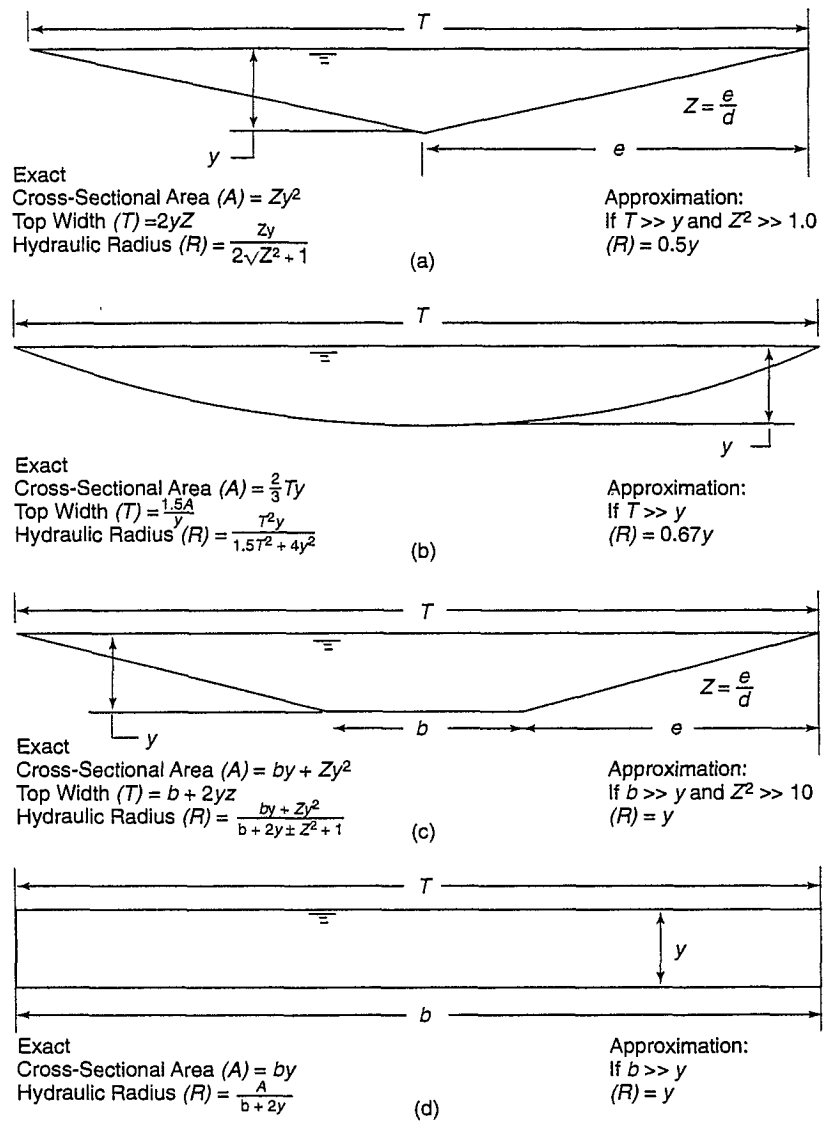 T
Z = e/d
y
e
Exact
Cross-Sectional Area (A) = Zy²
Top Width (T) =2yZ
Hydraulic Radius (R) = Zy / 2√Z² + 1
Approximation:
If T >> y and Z² >> 1.0
(R) = 0.5y
(a)
T
y
Exact
Cross-Sectional Area (A) = 2/3 Ty
Top Width (T) = 1.5A/y
Hydraulic Radius (R) = T²y / 1.5T² + 4y²
Approximation:
If T >> y
(R) = 0.67y
(b)
T
Z = e/d
y
b
e
Exact
Cross-Sectional Area (A) = by + Zy²
Top Width (T) = b + 2yz
Hydraulic Radius (R) = by + Zy² / b + 2y ± Z² + 1
Approximation:
If b >> y and Z² >> 10
(R) = y
(c)
T
y
b
Exact
Cross-Sectional Area (A) = by
Hydraulic Radius (R) = A / b + 2y
Approximation:
If b >> y
(R) = y
(d)